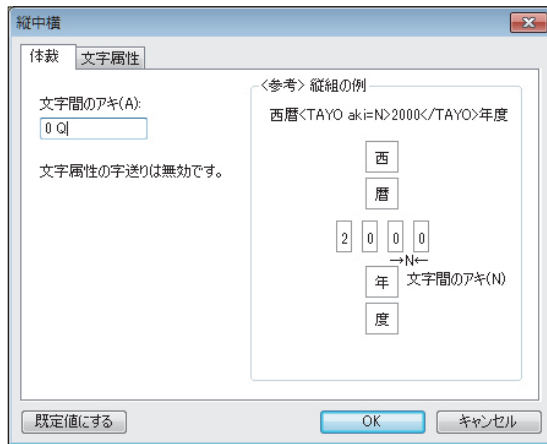 縦中横
体裁
文字属性
文字間のアキ(A):
0 Q
文字属性の字送りは無効です。
<参考> 縦組の例
西暦<TAYO aki=N>2000</TAYO>年度
西
暦
2 0 0 0
→N←
年
文字間のアキ(N)
度
既定値にする
OK
キャンセル